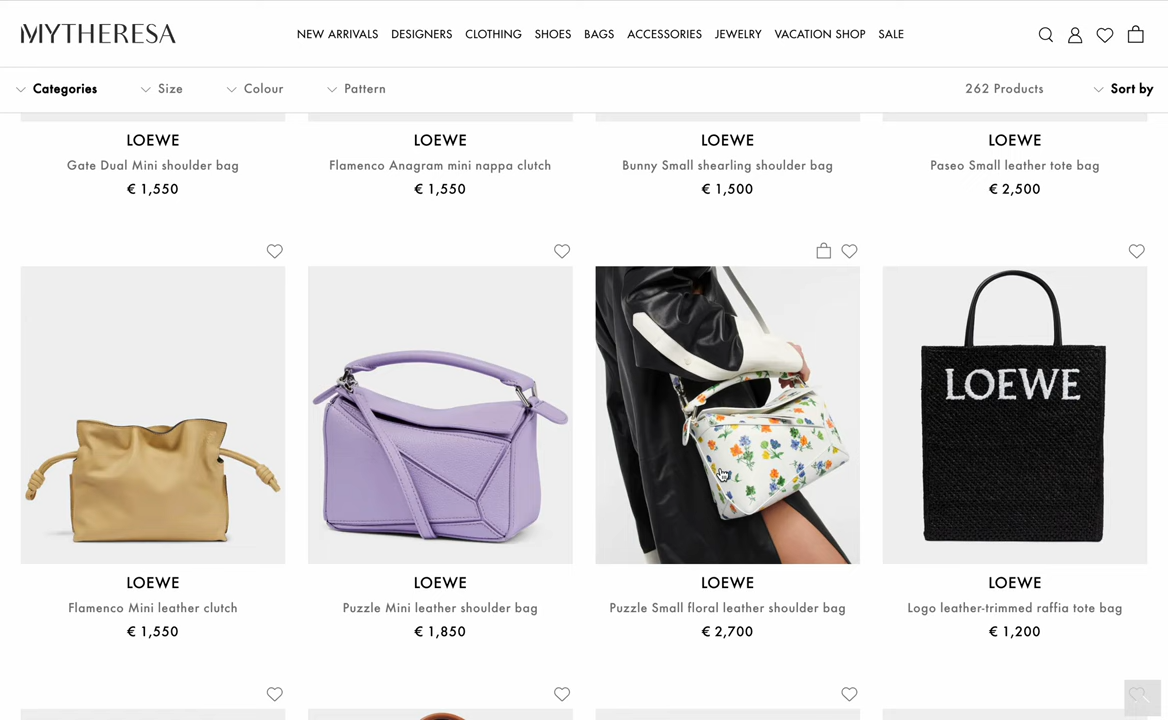 MYTHERESA
NEW ARRIVALS DESIGNERS CLOTHING SHOES BAGS ACCESSORIES JEWELRY VACATION SHOP SALE
Categories Size Colour Pattern 262 Products Sort by
LOEWE LOEWE LOEWE LOEWE
Gate Dual Mini shoulder bag Flamenco Anagram mini nappa clutch Bunny Small shearling shoulder bag Paseo Small leather tote bag
€ 1,550 € 1,550 € 1,500 € 2,500
LOEWE
LOEWE LOEWE LOEWE LOEWE
Flamenco Mini leather clutch Puzzle Mini leather shoulder bag Puzzle Small floral leather shoulder bag Logo leather-trimmed raffia tote bag
€ 1,550 € 1,850 € 2,700 € 1,200